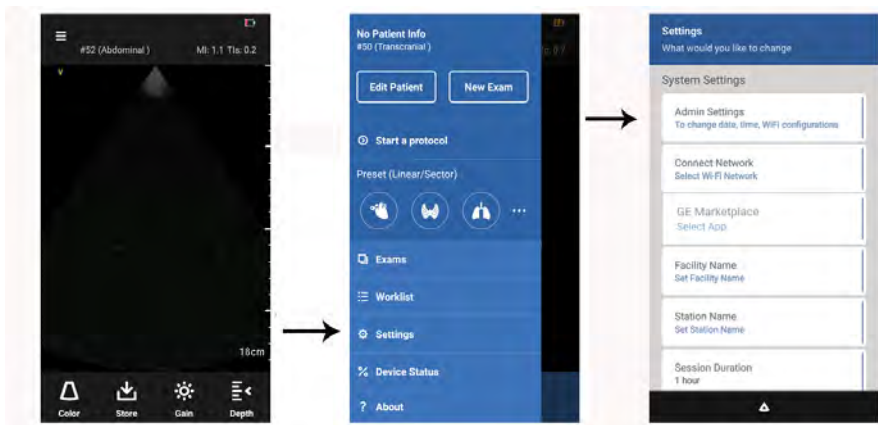 #52 (Abdominal )
MI: 1.1 TIs: 0.2
V
18cm
Color
Store
Gain
Depth
No Patient Info
#50 (Transcranial )
Edit Patient
New Exam
Start a protocol
Preset (Linear/Sector)
Exams
Worklist
Settings
Device Status
? About
Settings
What would you like to change
System Settings
Admin Settings
To change date, time, WiFi configurations
Connect Network
Select Wi-Fi Network
GE Marketplace
Select App
Facility Name
Set Facility Name
Station Name
Set Station Name
Session Duration
1 hour